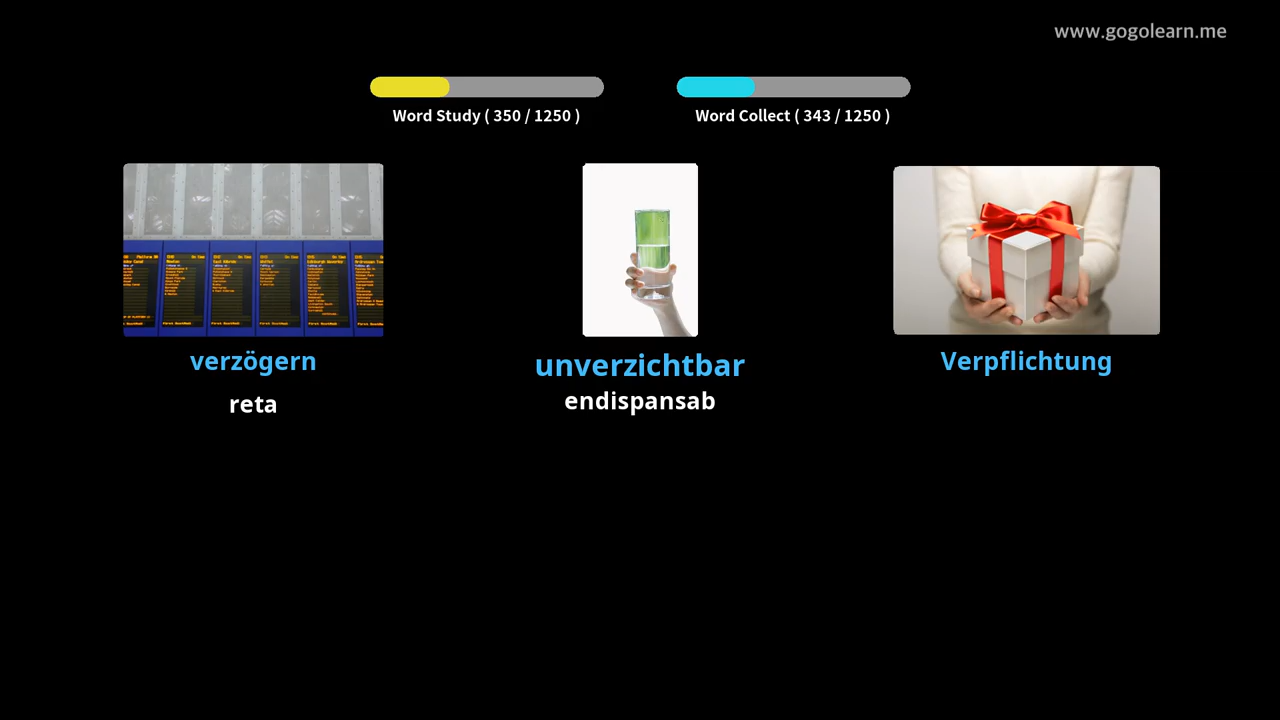 www.gogolearn.me
Word Study ( 350 / 1250 )
Word Collect ( 343 / 1250 )
verzögern
unverzichtbar
Verpflichtung
reta
endispansab